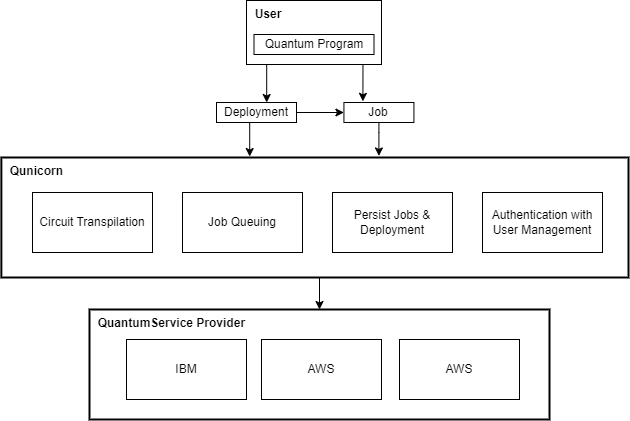 User
Quantum Program
Deployment
Job
Qunicorn
Circuit Transpilation
Job Queuing
Persist Jobs &
Deployment
Authentication with
User Management
QuantumService Provider
IBM
AWS
AWS